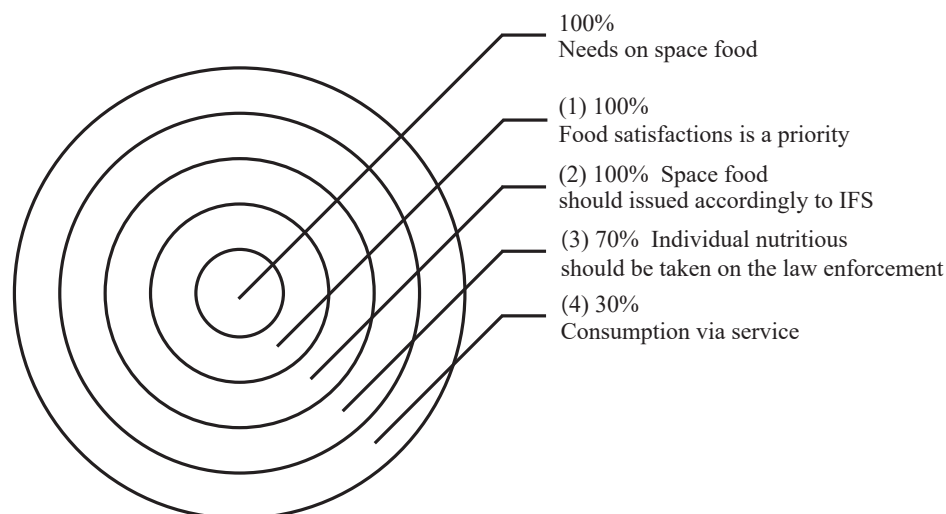 100%
Needs on space food
(1) 100%
Food satisfactions is a priority
(2) 100% Space food
should issued accordingly to IFS
(3) 70% Individual nutritious
should be taken on the law enforcement
(4) 30%
Consumption via service